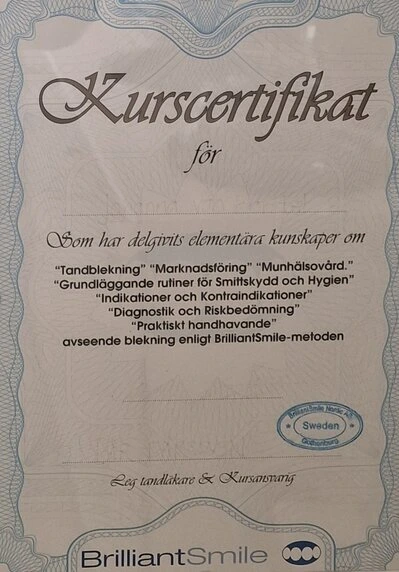 Kurscertifikat
för
Som har delgivits elementära kunskaper om
"Tandblekning" "Marknadsföring" "Munhälsovård."
"Grundläggande rutiner för Smittskydd och Hygien"
"Indikationer och Kontraindikationer"
"Diagnostik och Riskbedömning"
"Praktiskt handhavande"
avseende blekning enligt BrilliantSmile-metoden
BrilliantSmile Nordic AB
Sweden
Gothenburg
Leg tandläkare & Kursansvarig
BrilliantSmile